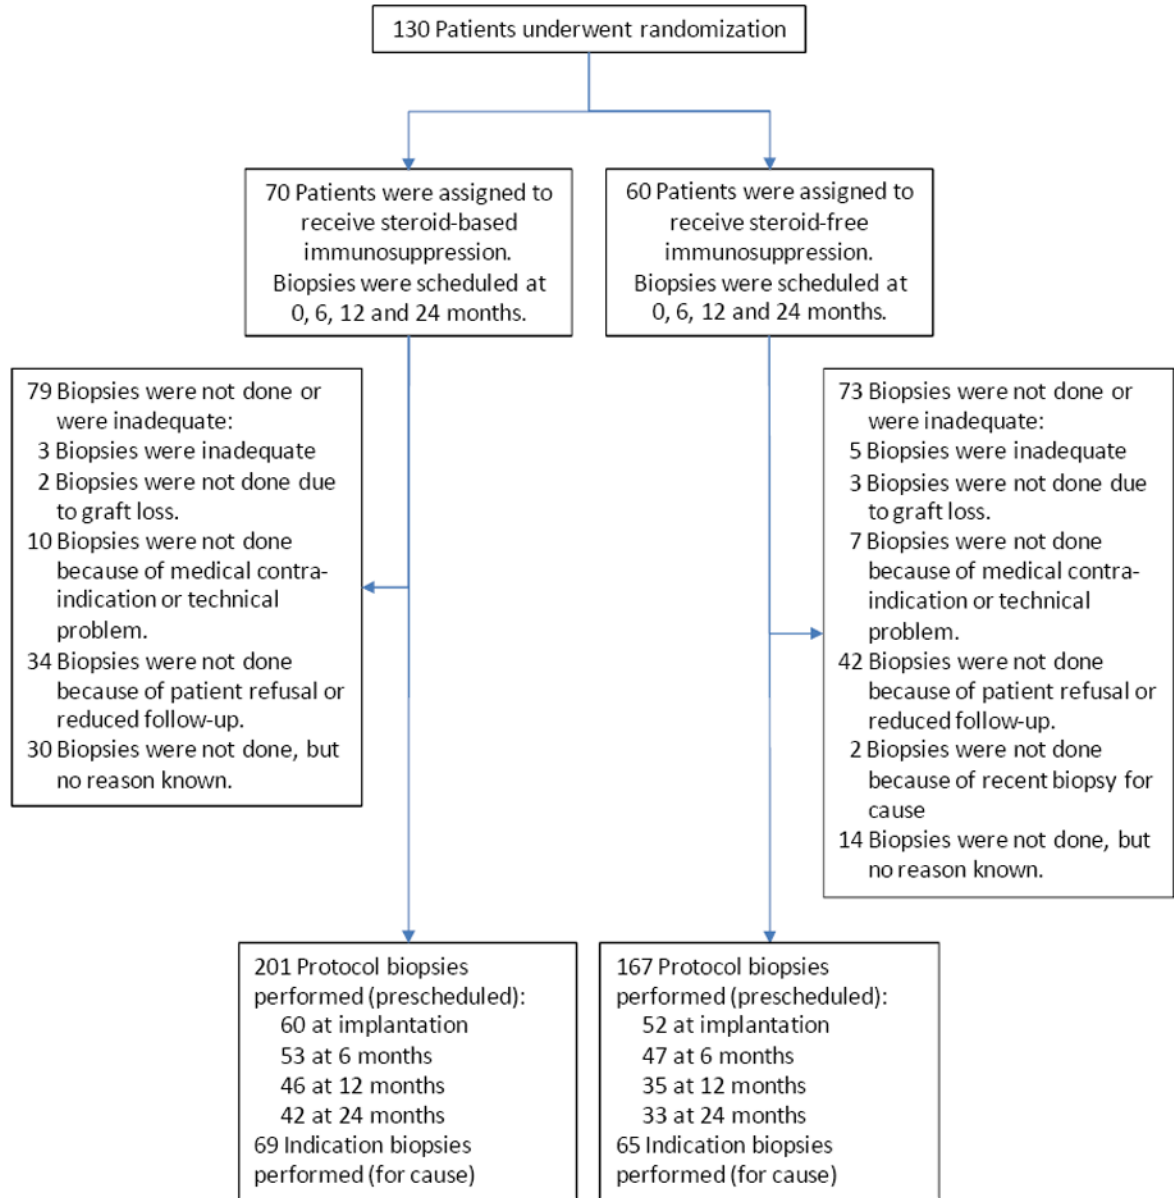 130 Patients underwent randomization
70 Patients were assigned to
receive steroid-based
immunosuppression.
Biopsies were scheduled at
0, 6, 12 and 24 months.
60 Patients were assigned to
receive steroid-free
immunosuppression.
Biopsies were scheduled at
0, 6, 12 and 24 months.
79 Biopsies were not done or
were inadequate:
3 Biopsies were inadequate
2 Biopsies were not done due
to graft loss.
10 Biopsies were not done
because of medical contra-
indication or technical
problem.
34 Biopsies were not done
because of patient refusal or
reduced follow-up.
30 Biopsies were not done, but
no reason known.
73 Biopsies were not done or
were inadequate:
5 Biopsies were inadequate
3 Biopsies were not done due
to graft loss.
7 Biopsies were not done
because of medical contra-
indication or technical
problem.
42 Biopsies were not done
because of patient refusal or
reduced follow-up.
2 Biopsies were not done
because of recent biopsy for
cause
14 Biopsies were not done, but
no reason known.
201 Protocol biopsies
performed (prescheduled):
60 at implantation
53 at 6 months
46 at 12 months
42 at 24 months
69 Indication biopsies
performed (for cause)
167 Protocol biopsies
performed (prescheduled):
52 at implantation
47 at 6 months
35 at 12 months
33 at 24 months
65 Indication biopsies
performed (for cause)